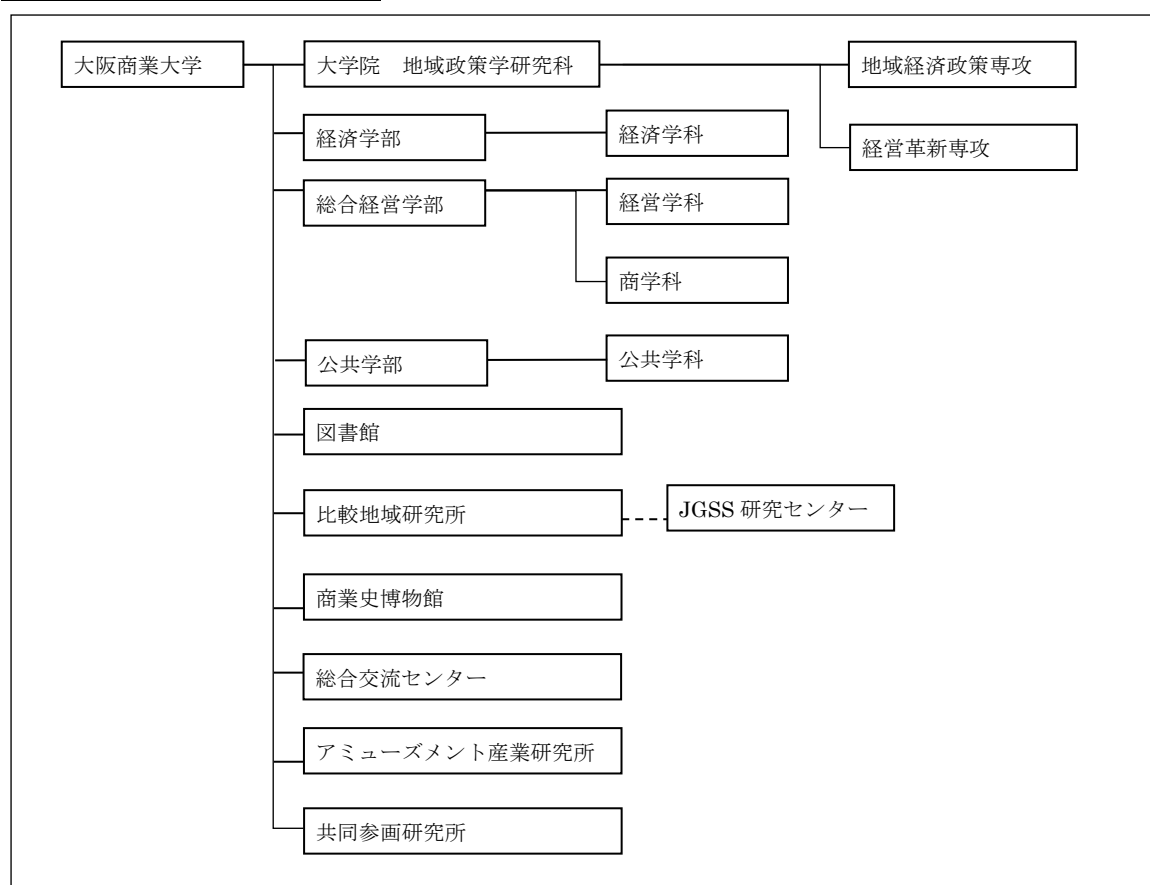 大阪商業大学
大学院　地域政策学研究科
地域経済政策専攻
経営革新専攻
経済学部
経済学科
総合経営学部
経営学科
商学科
公共学部
公共学科
図書館
比較地域研究所
JGSS 研究センター
商業史博物館
総合交流センター
アミューズメント産業研究所
共同参画研究所